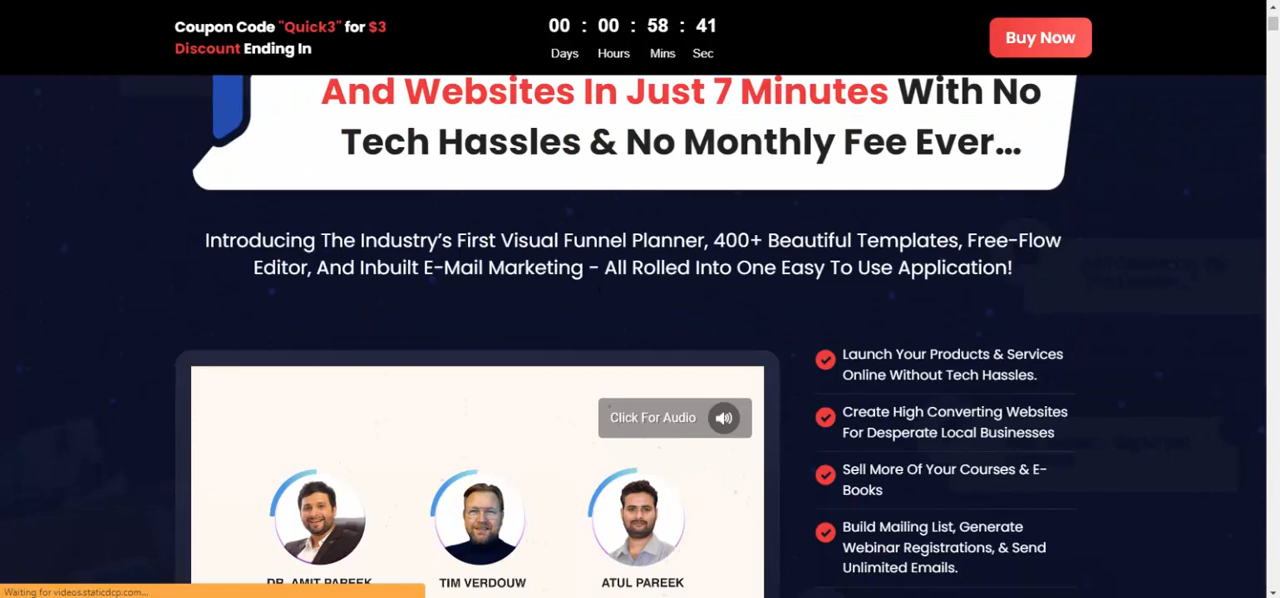 Coupon Code "Quick3" for $3
Discount Ending In
00 : 00 : 58 : 41
Days Hours Mins Sec
Buy Now
And Websites In Just 7 Minutes With No
Tech Hassles & No Monthly Fee Ever...
Introducing The Industry's First Visual Funnel Planner, 400+ Beautiful Templates, Free-Flow
Editor, And Inbuilt E-Mail Marketing - All Rolled Into One Easy To Use Application!
Click For Audio
DR. AMIT PAREEK
TIM VERDOUW
ATUL PAREEK
Launch Your Products & Services
Online Without Tech Hassles.
Create High Converting Websites
For Desperate Local Businesses
Sell More Of Your Courses & E-
Books
Build Mailing List, Generate
Webinar Registrations, & Send
Unlimited Emails.
Waiting for videos.staticdcp.com...